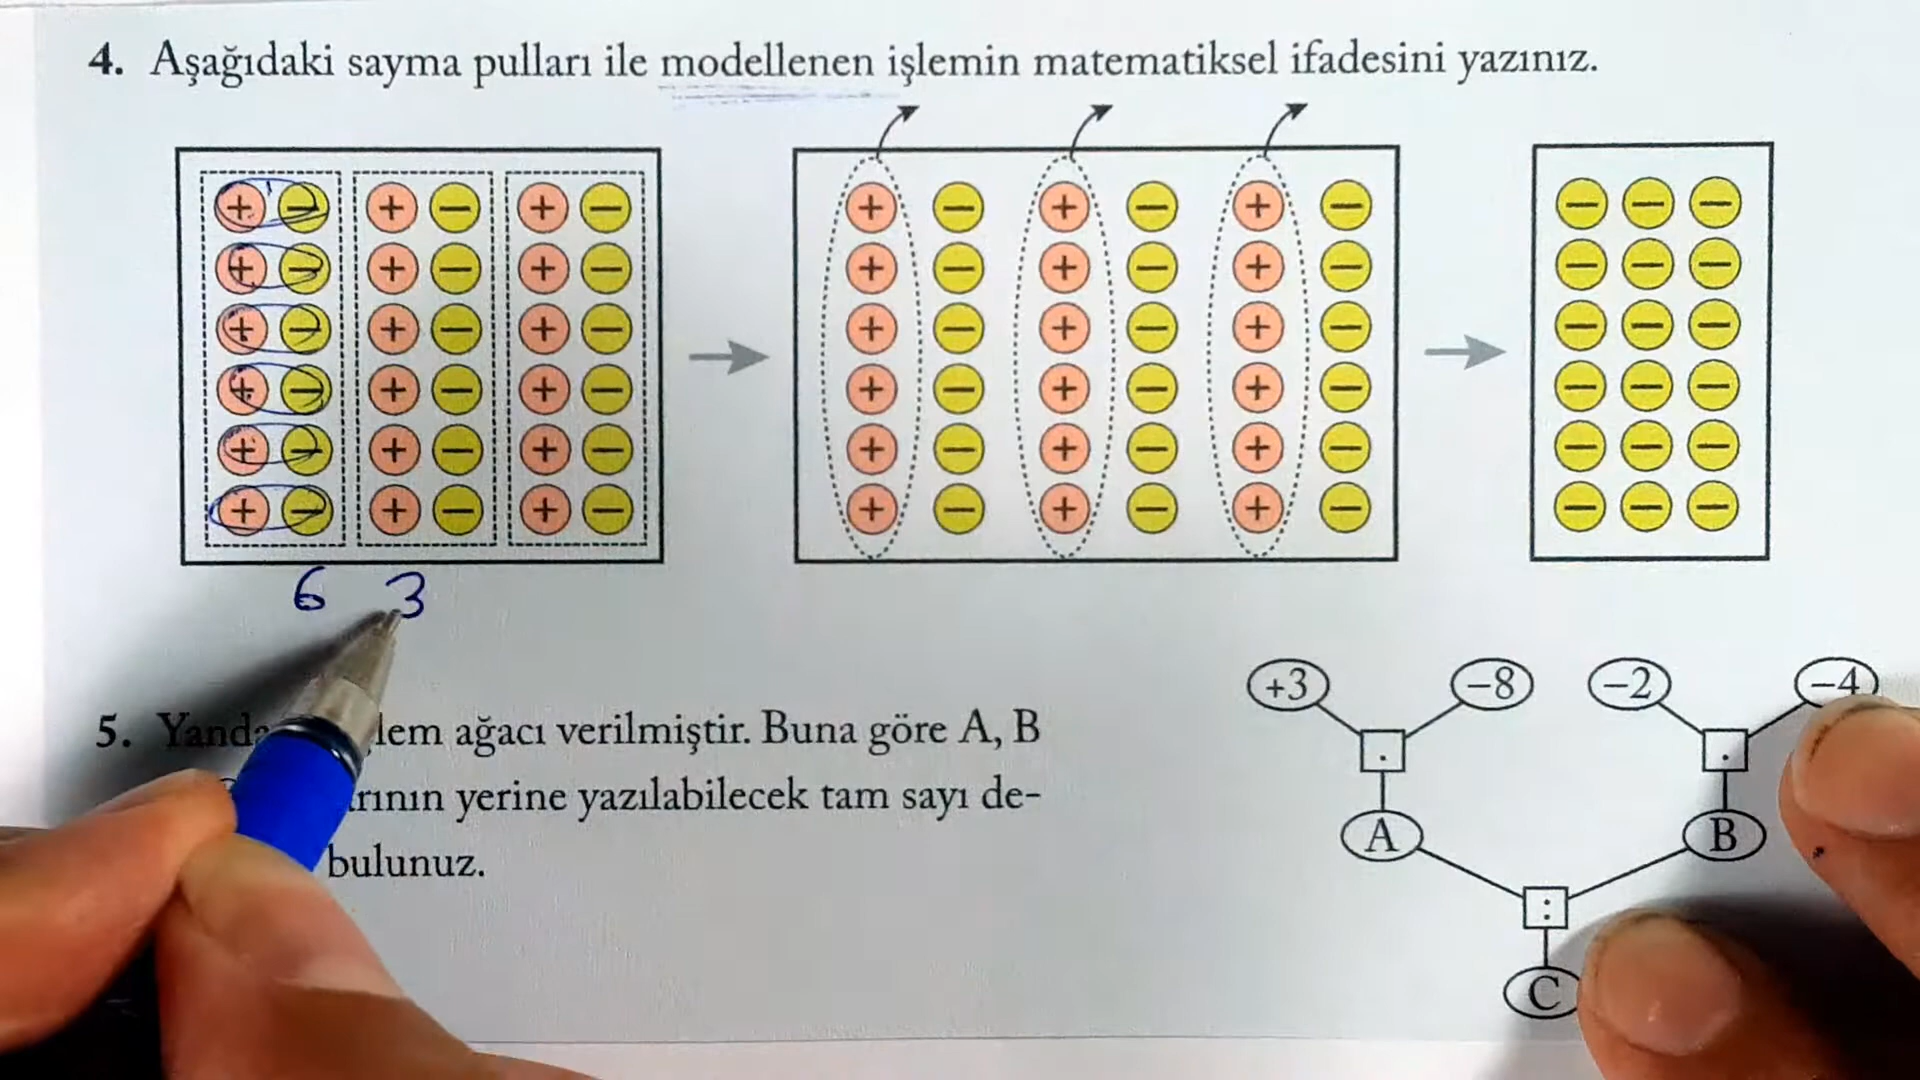 4. Aşağıdaki sayma pulları ile modellenen işlemin matematiksel ifadesini yazınız.
+ − + − + − + − + − + − − − −
+ − + − + − + − + − + − − − −
+ − + − + − + − + − + − − − −
+ − + − + − + − + − + − − − −
+ − + − + − + − + − + − − − −
+ − + − + − + − + − + − − − −
6 3
+3 −8 −2 −4
. .
5. lem ağacı verilmiştir. Buna göre A, B
rının yerine yazılabilecek tam sayı de-
bulunuz.
A B
:
C